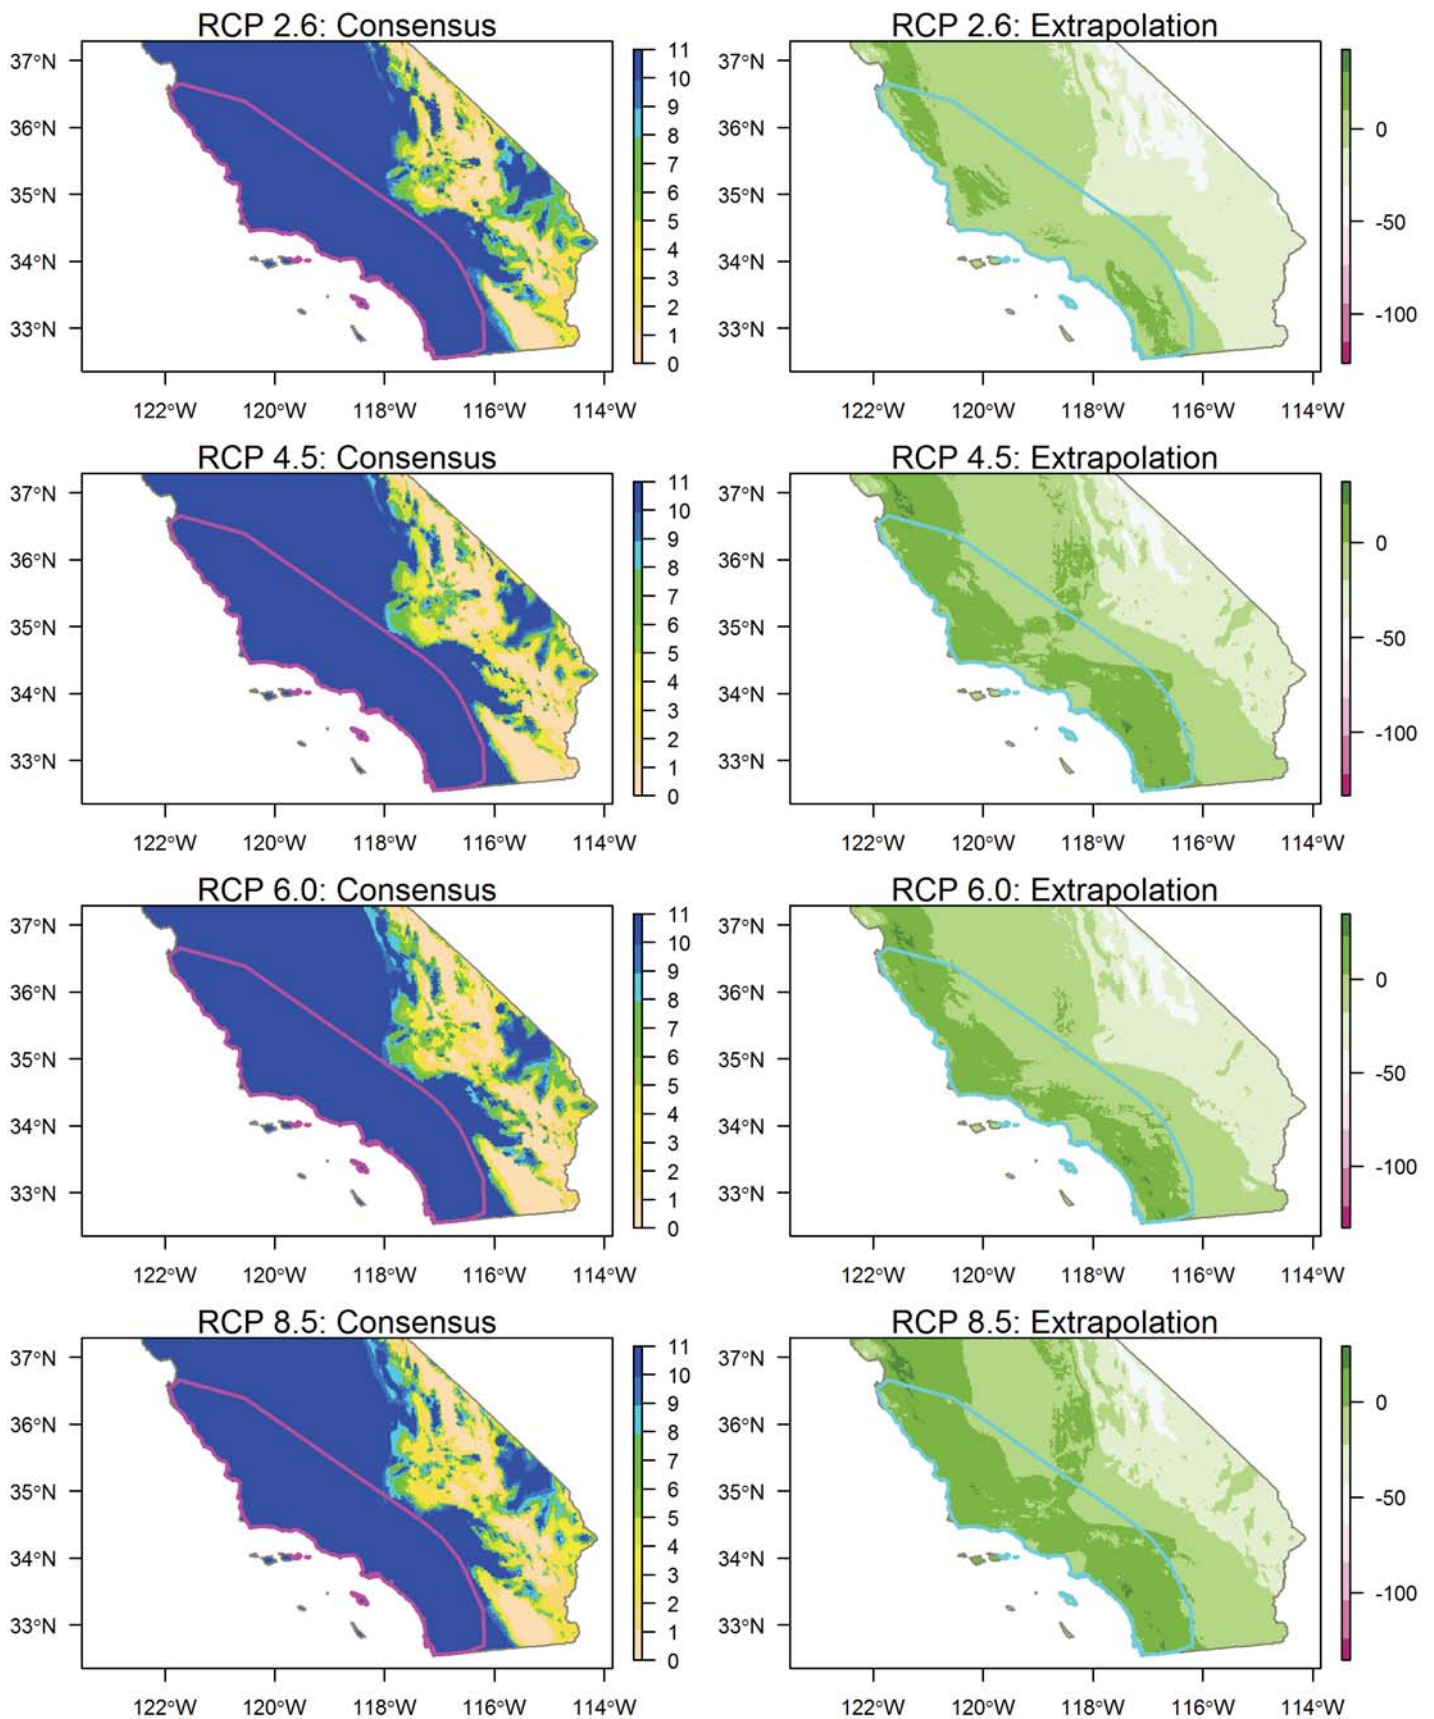 RCP 2.6: Consensus
RCP 2.6: Extrapolation
37°N
36°N
35°N
34°N
33°N
122°W 120°W 118°W 116°W 114°W
11
10
9
8
7
6
5
4
3
2
1
0
37°N
36°N
35°N
34°N
33°N
122°W 120°W 118°W 116°W 114°W
0
-50
-100
RCP 4.5: Consensus
RCP 4.5: Extrapolation
37°N
36°N
35°N
34°N
33°N
122°W 120°W 118°W 116°W 114°W
11
10
9
8
7
6
5
4
3
2
1
0
37°N
36°N
35°N
34°N
33°N
122°W 120°W 118°W 116°W 114°W
0
-50
-100
RCP 6.0: Consensus
RCP 6.0: Extrapolation
37°N
36°N
35°N
34°N
33°N
122°W 120°W 118°W 116°W 114°W
11
10
9
8
7
6
5
4
3
2
1
0
37°N
36°N
35°N
34°N
33°N
122°W 120°W 118°W 116°W 114°W
0
-50
-100
RCP 8.5: Consensus
RCP 8.5: Extrapolation
37°N
36°N
35°N
34°N
33°N
122°W 120°W 118°W 116°W 114°W
11
10
9
8
7
6
5
4
3
2
1
0
37°N
36°N
35°N
34°N
33°N
122°W 120°W 118°W 116°W 114°W
0
-50
-100